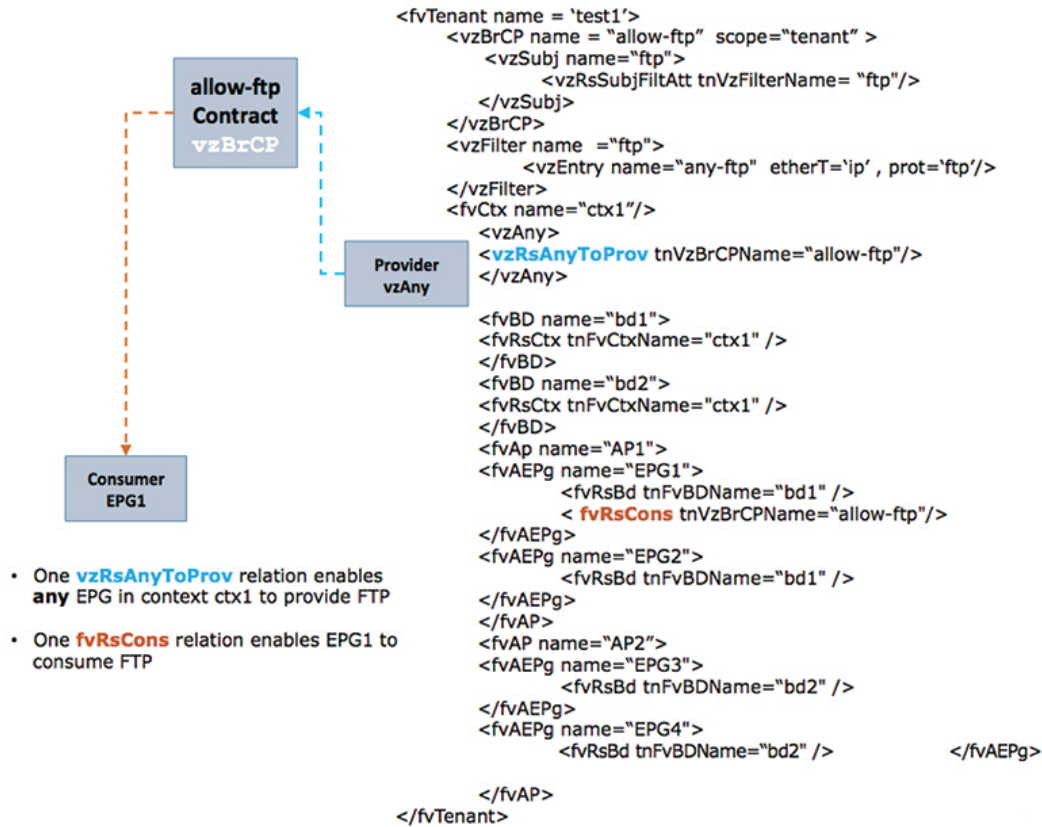 <fvTenant name = ‘test1’>
<vzBrCP name = “allow-ftp” scope=“tenant” >
<vzSubj name=“ftp”>
<vzRsSubjFiltAtt tnVzFilterName= “ftp”/>
</vzSubj>
</vzBrCP>
<vzFilter name =“ftp”>
<vzEntry name=“any-ftp” etherT=‘ip’ , prot=‘ftp’/>
</vzFilter>
<fvCtx name=“ctx1”/>
<vzAny>
<vzRsAnyToProv tnVzBrCPName=“allow-ftp”/>
</vzAny>
<fvBD name=“bd1”>
<fvRsCtx tnFvCtxName="ctx1" />
</fvBD>
<fvBD name=“bd2”>
<fvRsCtx tnFvCtxName="ctx1" />
</fvBD>
<fvAp name=“AP1”>
<fvAEPg name=“EPG1”>
<fvRsBd tnFvBDName=“bd1" />
< fvRsCons tnVzBrCPName=“allow-ftp”/>
</fvAEPg>
<fvAEPg name=“EPG2”>
<fvRsBd tnFvBDName=“bd1" />
</fvAEPg>
</fvAP>
<fvAP name=“AP2”>
<fvAEPg name=“EPG3”>
<fvRsBd tnFvBDName=“bd2” />
</fvAEPg>
<fvAEPg name=“EPG4”>
<fvRsBd tnFvBDName=“bd2” /> </fvAEPg>
</fvAP>
</fvTenant>
allow-ftp
Contract
vzBrCP
Provider
vzAny
Consumer
EPG1
• One vzRsAnyToProv relation enables
any EPG in context ctx1 to provide FTP
• One fvRsCons relation enables EPG1 to
consume FTP